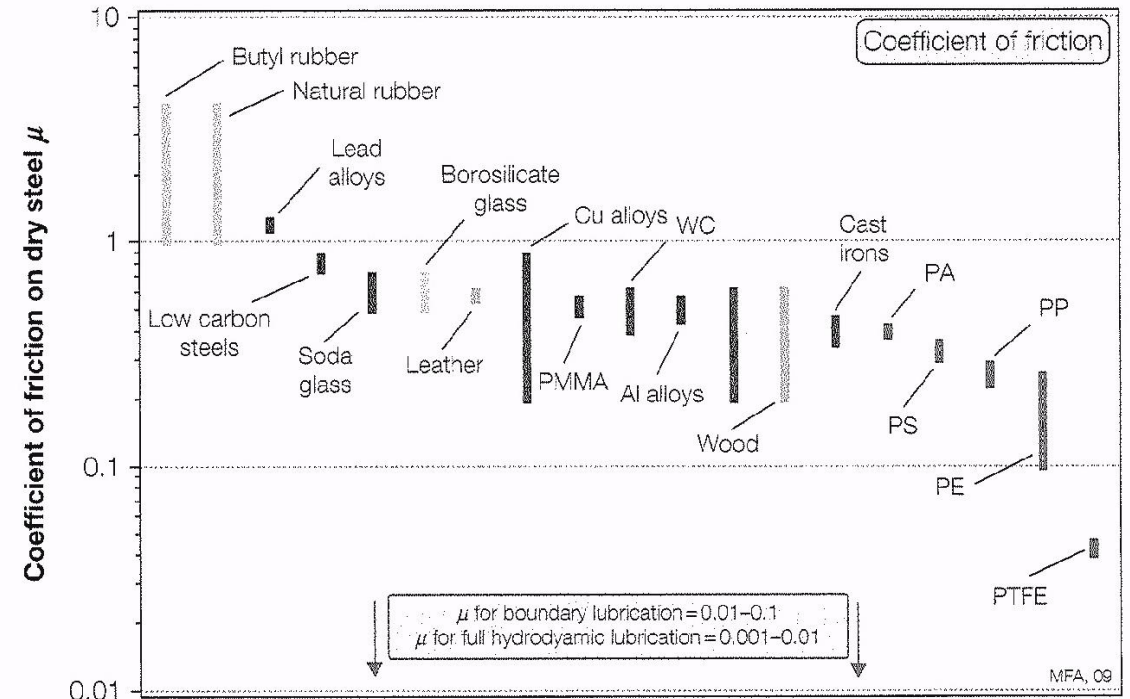 Coefficient of friction on dry steel μ
10
1
0.1
0.01
Coefficient of friction
Butyl rubber
Natural rubber
Lead
alloys
Borosilicate
glass
Cu alloys
WC
Cast
irons
PA
PP
Low carbon
steels
Soda
glass
Leather
PMMA
Al alloys
Wood
PS
PE
PTFE
μ for boundary lubrication=0.01–0.1
μ for full hydrodyamic lubrication=0.001–0.01
MFA, 09